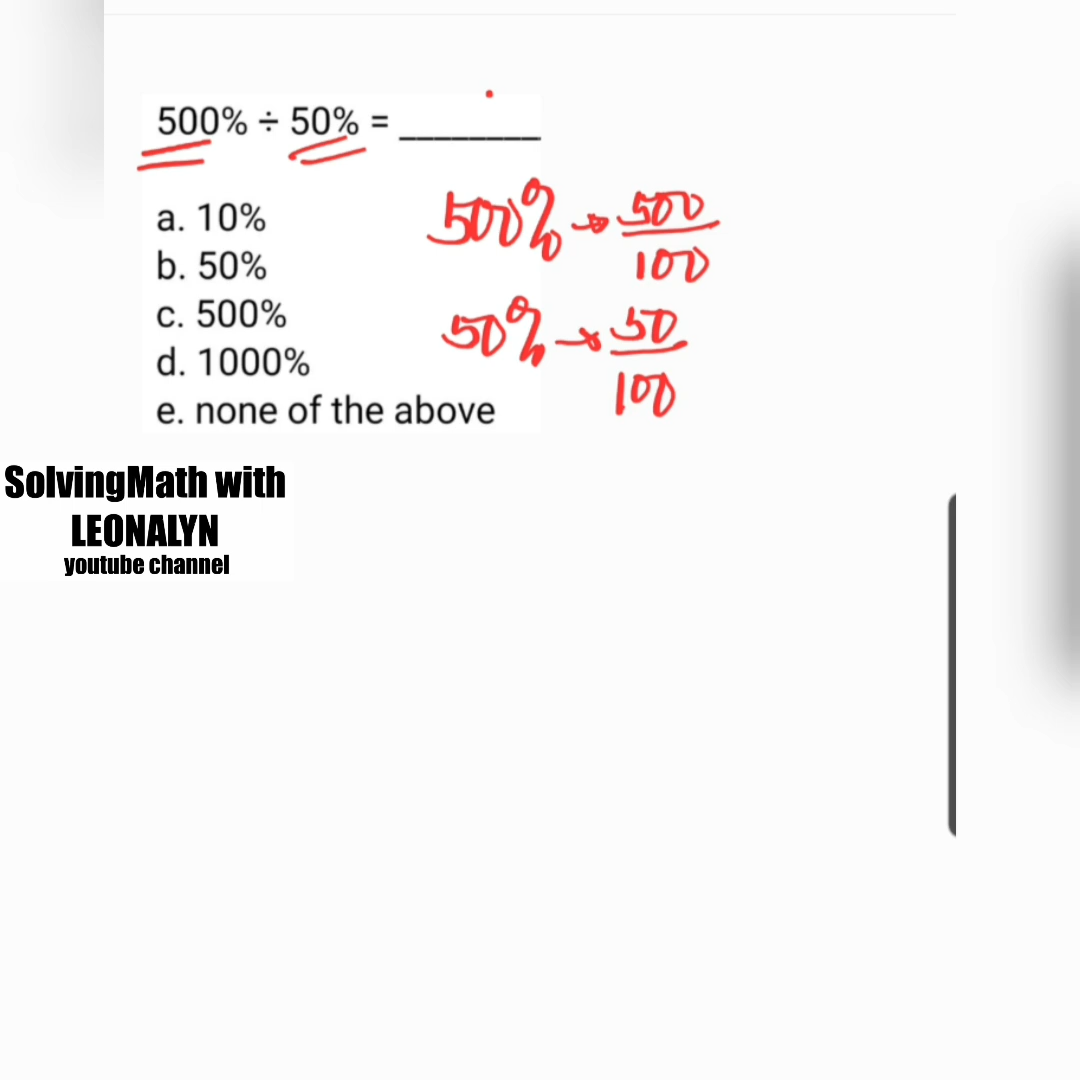 500% ÷ 50% = ________
a. 10%
b. 50%
c. 500%
d. 1000%
e. none of the above
500% → 500/100
50% → 50/100
SolvingMath with
LEONALYN
youtube channel